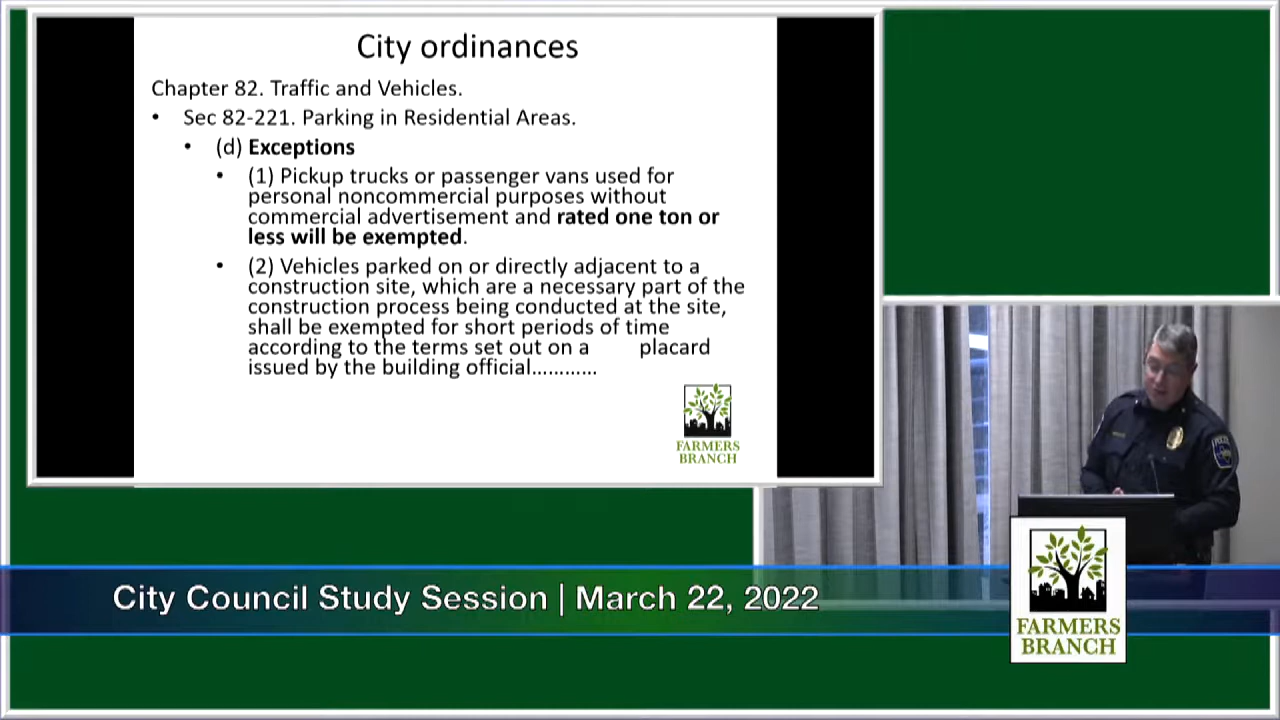 City ordinances
Chapter 82. Traffic and Vehicles.
• Sec 82-221. Parking in Residential Areas.
• (d) Exceptions
• (1) Pickup trucks or passenger vans used for
personal noncommercial purposes without
commercial advertisement and rated one ton or
less will be exempted.
• (2) Vehicles parked on or directly adjacent to a
construction site, which are a necessary part of the
construction process being conducted at the site,
shall be exempted for short periods of time
according to the terms set out on a placard
issued by the building official............
FARMERS
BRANCH
City Council Study Session | March 22, 2022
FARMERS
BRANCH